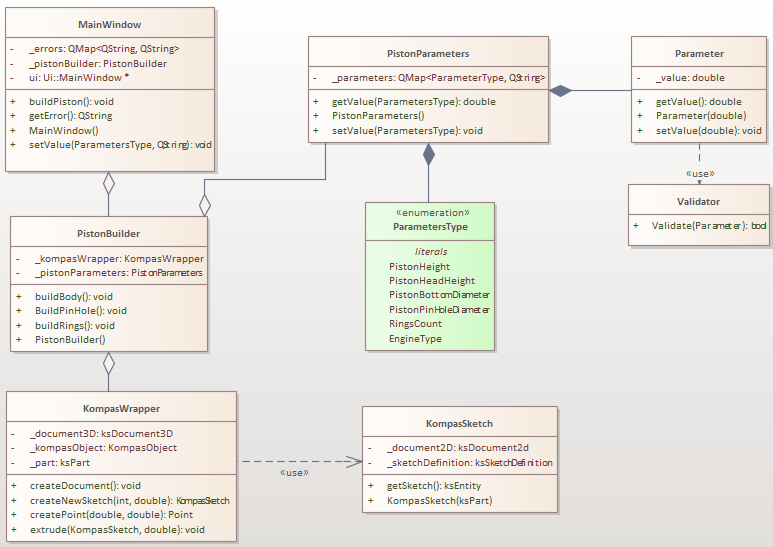 MainWindow
- _errors: QMap<QString, QString>
- _pistonBuilder: PistonBuilder
- ui: Ui::MainWindow *
+ buildPiston(): void
+ getError(): QString
+ MainWindow()
+ setValue(ParametersType, QString): void
PistonParameters
- _parameters: QMap<ParameterType, QString>
+ getValue(ParametersType): double
+ PistonParameters()
+ setValue(ParametersType): void
Parameter
- _value: double
+ getValue(): double
+ Parameter(double)
+ setValue(double): void
«use»
Validator
+ Validate(Parameter): bool
PistonBuilder
- _kompasWrapper: KompasWrapper
- _pistonParameters: PistonParameters
+ buildBody(): void
+ BuildPinHole(): void
+ buildRings(): void
+ PistonBuilder()
«enumeration»
ParametersType
literals
PistonHeight
PistonHeadHeight
PistonBottomDiameter
PistonPinHoleDiameter
RingsCount
EngineType
KompasWrapper
- _document3D: ksDocument3D
- _kompasObject: KompasObject
- _part: ksPart
+ createDocument(): void
+ createNewSketch(int, double): KompasSketch
+ createPoint(double, double): Point
+ extrude(KompasSketch, double): void
«use»
KompasSketch
- _document2D: ksDocument2d
- _sketchDefinition: ksSketchDefinition
+ getSketch(): ksEntity
+ KompasSketch(ksPart)